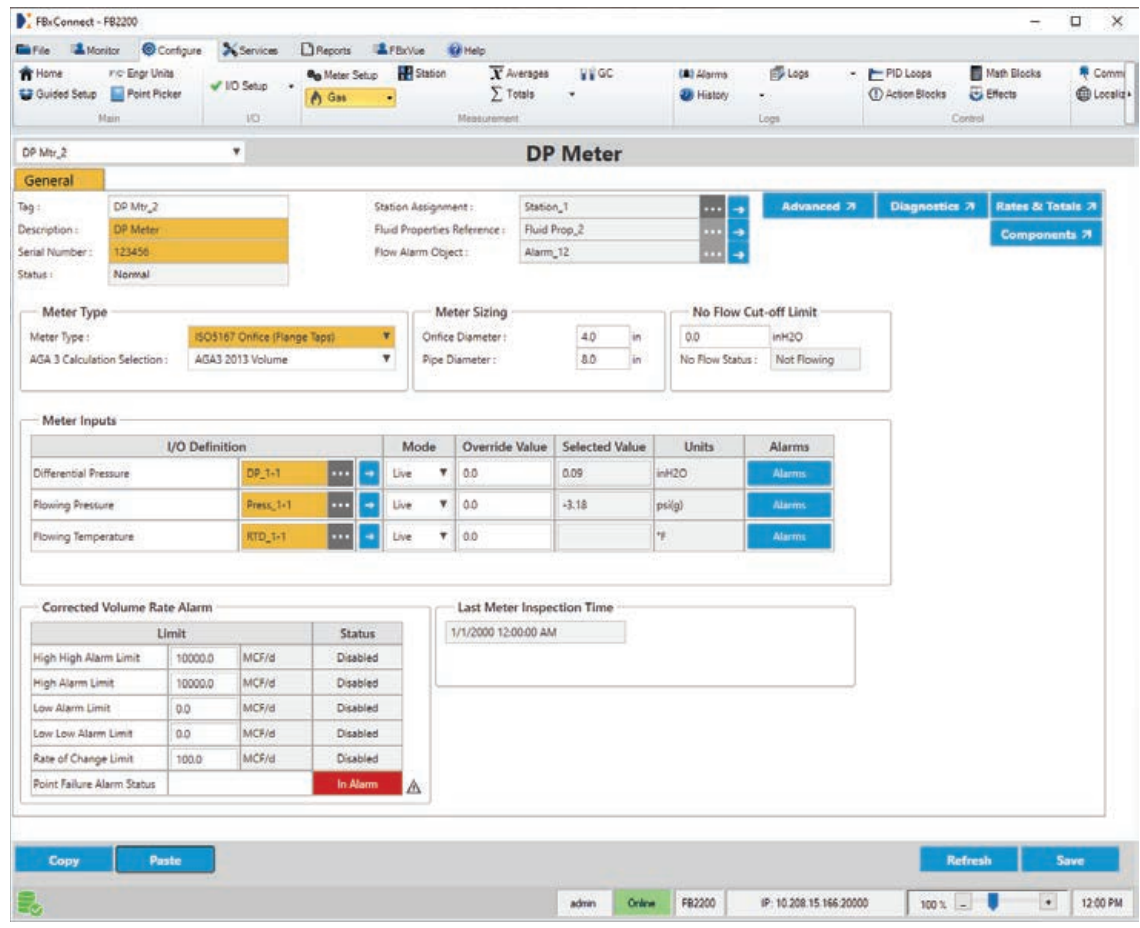 FBxConnect - FB2200
File Monitor Configure Services Reports FBxVue Help
Home Engr Units I/O Setup Meter Setup Station Averages GC Alarms Logs PID Loops Math Blocks Comm
Guided Setup Point Picker Gas Totals History Action Blocks Effects Localiz
Main I/O Measurement Logs Control
DP Mtr_2 DP Meter
General
Tag : DP Mtr_2 Station Assignment : Station_1 ... Advanced Diagnostics Rates & Totals
Description : DP Meter Fluid Properties Reference : Fluid Prop_2 ... Components
Serial Number : 123456 Flow Alarm Object : Alarm_12 ...
Status : Normal
Meter Type Meter Sizing No Flow Cut-off Limit
Meter Type : ISO5167 Orifice (Flange Taps) Orifice Diameter : 4.0 in 0.0 inH2O
AGA 3 Calculation Selection : AGA3 2013 Volume Pipe Diameter : 8.0 in No Flow Status : Not Flowing
Meter Inputs
I/O Definition Mode Override Value Selected Value Units Alarms
Differential Pressure DP_1-1 ... Live 0.0 0.09 inH2O Alarms
Flowing Pressure Press_1-1 ... Live 0.0 -3.18 psi(g) Alarms
Flowing Temperature RTD_1-1 ... Live 0.0 °F Alarms
Corrected Volume Rate Alarm Last Meter Inspection Time
Limit Status 1/1/2000 12:00:00 AM
High High Alarm Limit 10000.0 MCF/d Disabled
High Alarm Limit 10000.0 MCF/d Disabled
Low Alarm Limit 0.0 MCF/d Disabled
Low Low Alarm Limit 0.0 MCF/d Disabled
Rate of Change Limit 100.0 MCF/d Disabled
Point Failure Alarm Status In Alarm
Copy Paste Refresh Save
admin Online FB2200 IP: 10.208.15.166:20000 100 % - + 12:00 PM